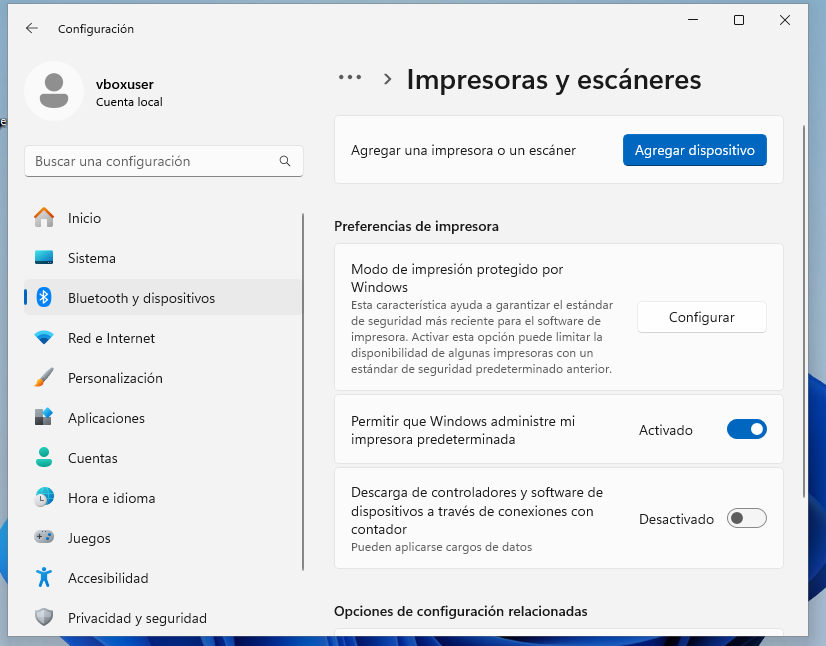 Configuración
vboxuser
Cuenta local
Buscar una configuración
Inicio
Sistema
Bluetooth y dispositivos
Red e Internet
Personalización
Aplicaciones
Cuentas
Hora e idioma
Juegos
Accesibilidad
Privacidad y seguridad
... > Impresoras y escáneres
Agregar una impresora o un escáner
Agregar dispositivo
Preferencias de impresora
Modo de impresión protegido por
Windows
Esta característica ayuda a garantizar el estándar
de seguridad más reciente para el software de
impresora. Activar esta opción puede limitar la
disponibilidad de algunas impresoras con un
estándar de seguridad predeterminado anterior.
Configurar
Permitir que Windows administre mi
impresora predeterminada
Activado
Descarga de controladores y software de
dispositivos a través de conexiones con
contador
Pueden aplicarse cargos de datos
Desactivado
Opciones de configuración relacionadas